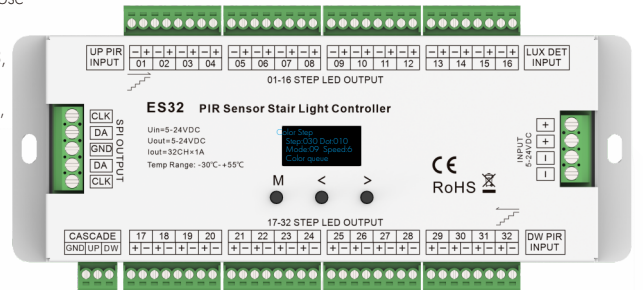 UP PIR INPUT
- + - + - + - +
01 02 03 04
- + - + - + - +
05 06 07 08
- + - + - + - +
09 10 11 12
- + - + - + - +
13 14 15 16
LUX DET INPUT
01-16 STEP LED OUTPUT
CLK
DA
GND
DA
CLK
SPI OUTPUT
ES32 PIR Sensor Stair Light Controller
Uin=5-24VDC
Uout=5-24VDC
Iout=32CH×1A
Temp Range: -30℃-+55℃
Color Step
Step:030 Dot:010
Mode:09 Speed:6
Color queue
M < >
CE
RoHS
INPUT
5-24VDC
+
+
-
-
17-32 STEP LED OUTPUT
CASCADE
GND UP DW
17 18 19 20
+ - + - + - + -
21 22 23 24
+ - + - + - + -
25 26 27 28
+ - + - + - + -
29 30 31 32
+ - + - + - + -
DW PIR
INPUT